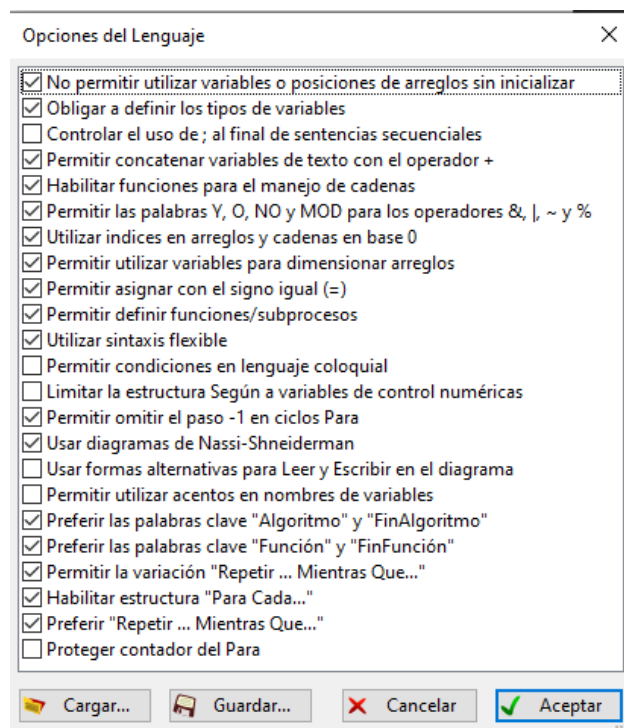 Opciones del Lenguaje
No permitir utilizar variables o posiciones de arreglos sin inicializar
Obligar a definir los tipos de variables
Controlar el uso de ; al final de sentencias secuenciales
Permitir concatenar variables de texto con el operador +
Habilitar funciones para el manejo de cadenas
Permitir las palabras Y, O, NO y MOD para los operadores &, |, ~ y %
Utilizar indices en arreglos y cadenas en base 0
Permitir utilizar variables para dimensionar arreglos
Permitir asignar con el signo igual (=)
Permitir definir funciones/subprocesos
Utilizar sintaxis flexible
Permitir condiciones en lenguaje coloquial
Limitar la estructura Según a variables de control numéricas
Permitir omitir el paso -1 en ciclos Para
Usar diagramas de Nassi-Shneiderman
Usar formas alternativas para Leer y Escribir en el diagrama
Permitir utilizar acentos en nombres de variables
Preferir las palabras clave "Algoritmo" y "FinAlgoritmo"
Preferir las palabras clave "Función" y "FinFunción"
Permitir la variación "Repetir ... Mientras Que..."
Habilitar estructura "Para Cada..."
Preferir "Repetir ... Mientras Que..."
Proteger contador del Para
Cargar... Guardar... Cancelar Aceptar